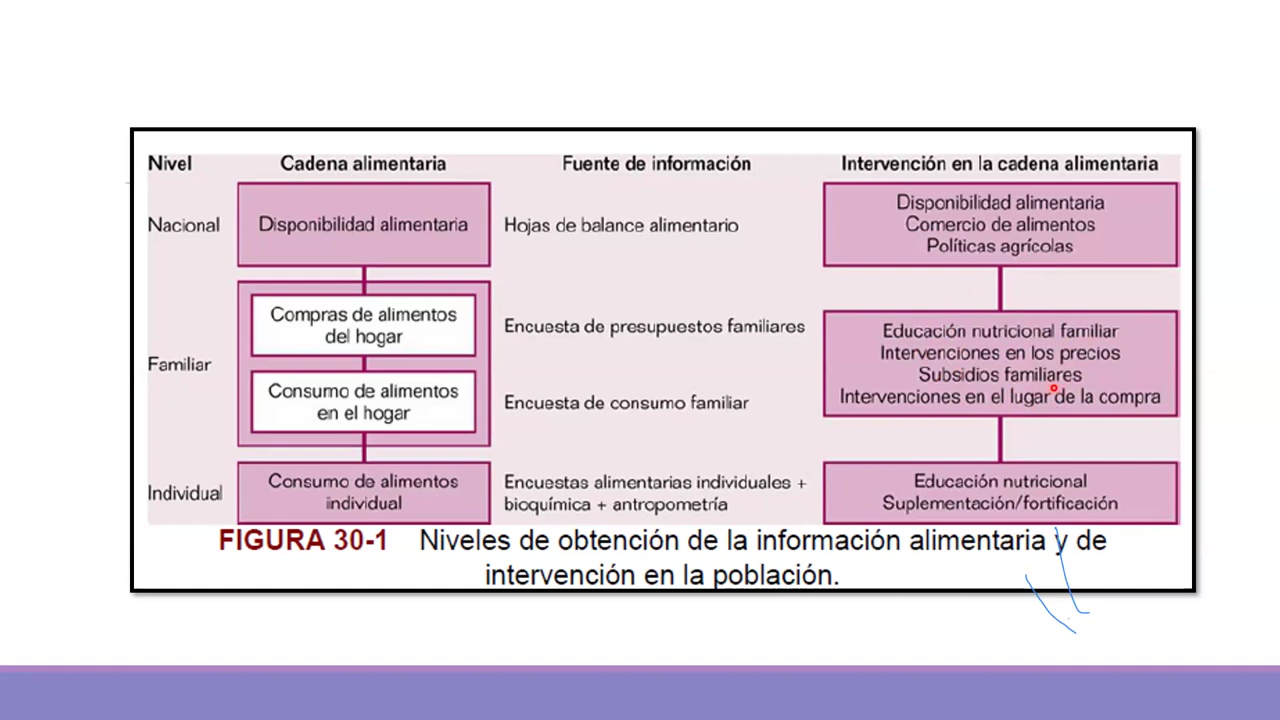 Nivel Cadena alimentaria Fuente de información Intervención en la cadena alimentaria
Nacional
Disponibilidad alimentaria
Hojas de balance alimentario
Disponibilidad alimentaria
Comercio de alimentos
Políticas agrícolas
Familiar
Compras de alimentos
del hogar
Encuesta de presupuestos familiares
Consumo de alimentos
en el hogar
Encuesta de consumo familiar
Educación nutricional familiar
Intervenciones en los precios
Subsidios familiares
Intervenciones en el lugar de la compra
Individual
Consumo de alimentos
individual
Encuestas alimentarias individuales +
bioquímica + antropometría
Educación nutricional
Suplementación/fortificación
FIGURA 30-1 Niveles de obtención de la información alimentaria y de
intervención en la población.